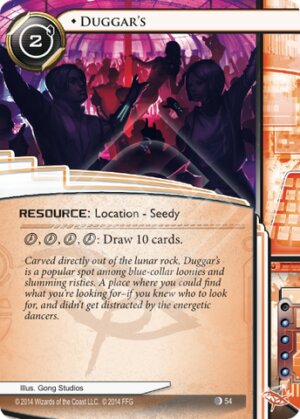 2
• Duggar's
RESOURCE: Location - Seedy
, , , : Draw 10 cards.
Carved directly out of the lunar rock, Duggar's
is a popular spot among blue-collar loonies and
slumming risties. A place where you could find
what you're looking for–if you knew who to look
for, and didn't get distracted by the energetic
dancers.
Illus. Gong Studios
© 2014 Wizards of the Coast LLC. © 2014 FFG
54